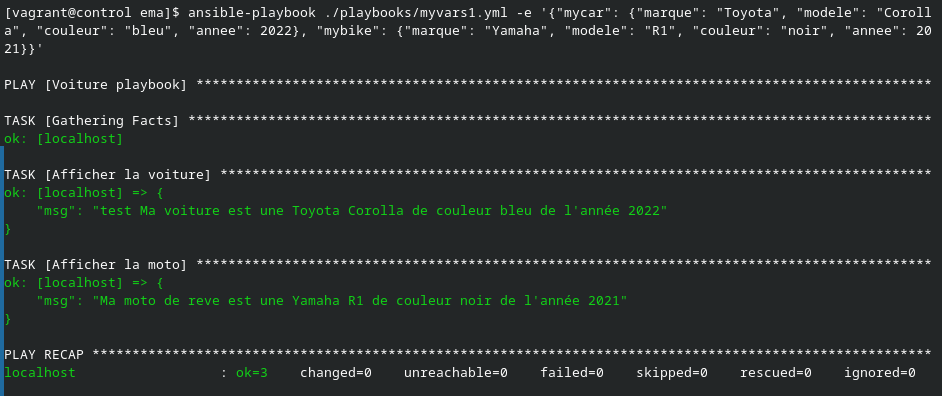 [vagrant@control ema]$ ansible-playbook ./playbooks/myvars1.yml -e '{"mycar": {"marque": "Toyota", "modele": "Coroll
a", "couleur": "bleu", "annee": 2022}, "mybike": {"marque": "Yamaha", "modele": "R1", "couleur": "noir", "annee": 20
21}}'
PLAY [Voiture playbook] ********************************************************************************************
TASK [Gathering Facts] *********************************************************************************************
ok: [localhost]
TASK [Afficher la voiture] *****************************************************************************************
ok: [localhost] => {
    "msg": "test Ma voiture est une Toyota Corolla de couleur bleu de l'année 2022"
}
TASK [Afficher la moto] ********************************************************************************************
ok: [localhost] => {
    "msg": "Ma moto de reve est une Yamaha R1 de couleur noir de l'année 2021"
}
PLAY RECAP *********************************************************************************************************
localhost                  : ok=3    changed=0    unreachable=0    failed=0    skipped=0    rescued=0    ignored=0